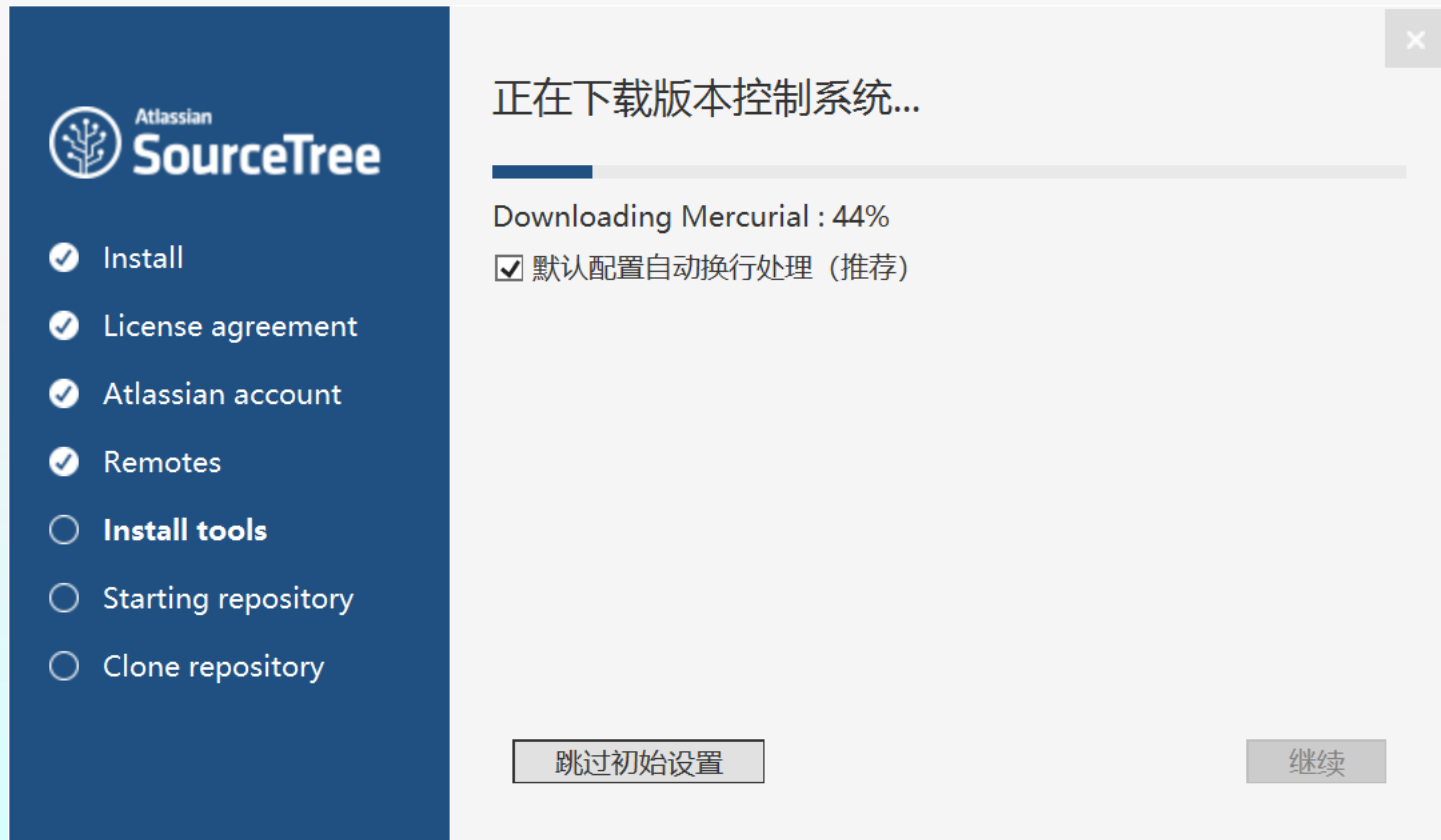 Atlassian
SourceTree
Install
License agreement
Atlassian account
Remotes
Install tools
Starting repository
Clone repository
正在下载版本控制系统...
Downloading Mercurial : 44%
默认配置自动换行处理（推荐）
跳过初始设置
继续